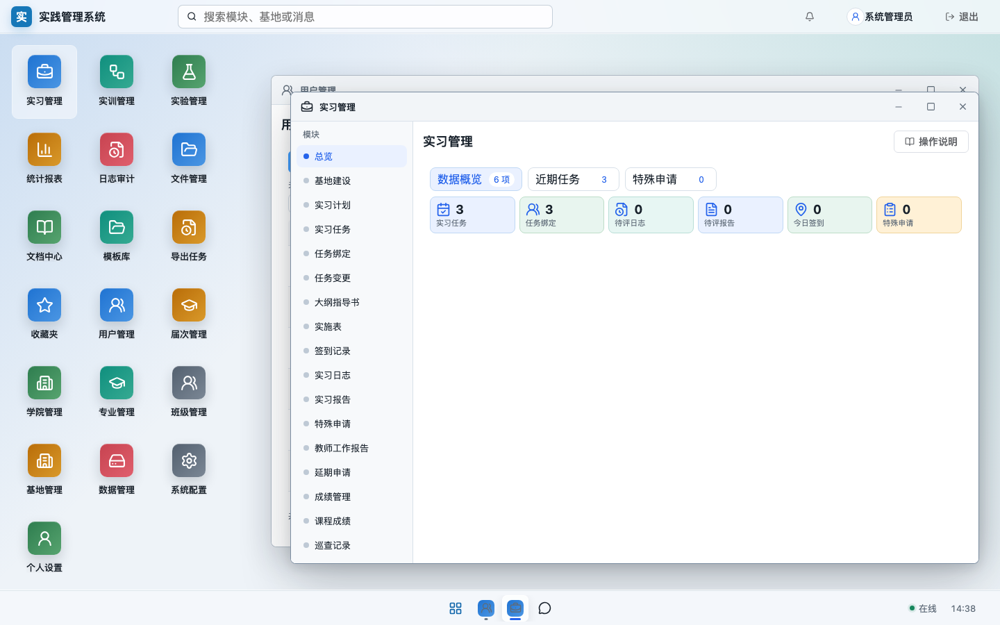 实 实践管理系统
搜索模块、基地或消息
系统管理员
退出
实习管理
实训管理
实验管理
统计报表
日志审计
文件管理
文档中心
模板库
导出任务
收藏夹
用户管理
届次管理
学院管理
专业管理
班级管理
基地管理
数据管理
系统配置
个人设置
用户管理
用
实习管理
模块
总览
基地建设
实习计划
实习任务
任务绑定
任务变更
大纲指导书
实施表
签到记录
实习日志
实习报告
特殊申请
教师工作报告
延期申请
成绩管理
课程成绩
巡查记录
实习管理
操作说明
数据概览 6 项
近期任务 3
特殊申请 0
3
实习任务
3
任务绑定
0
待评日志
0
待评报告
0
今日签到
0
特殊申请
在线
14:38